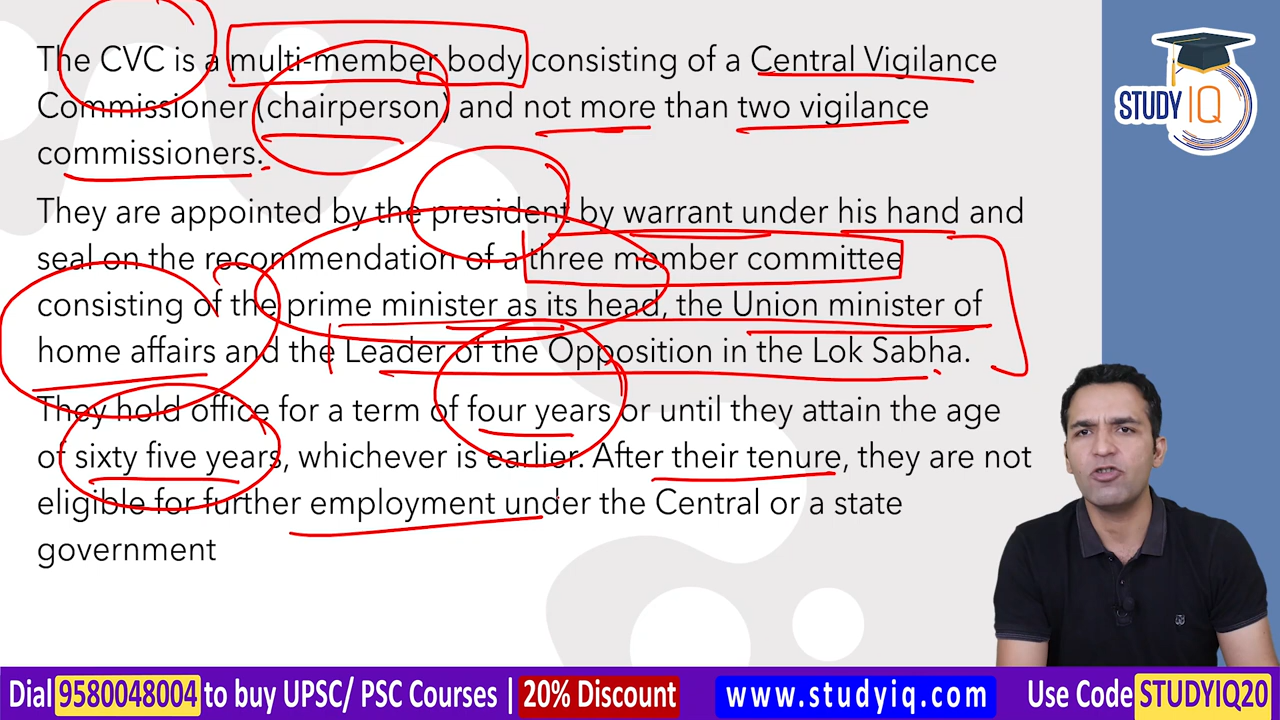 The CVC is a multi-member body consisting of a Central Vigilance
Commissioner (chairperson) and not more than two vigilance
commissioners.
They are appointed by the president by warrant under his hand and
seal on the recommendation of a three member committee
consisting of the prime minister as its head, the Union minister of
home affairs and the Leader of the Opposition in the Lok Sabha.
They hold office for a term of four years or until they attain the age
of sixty five years, whichever is earlier. After their tenure, they are not
eligible for further employment under the Central or a state
government
STUDY IQ
Dial 9580048004 to buy UPSC/ PSC Courses | 20% Discount www.studyiq.com Use Code STUDYIQ20